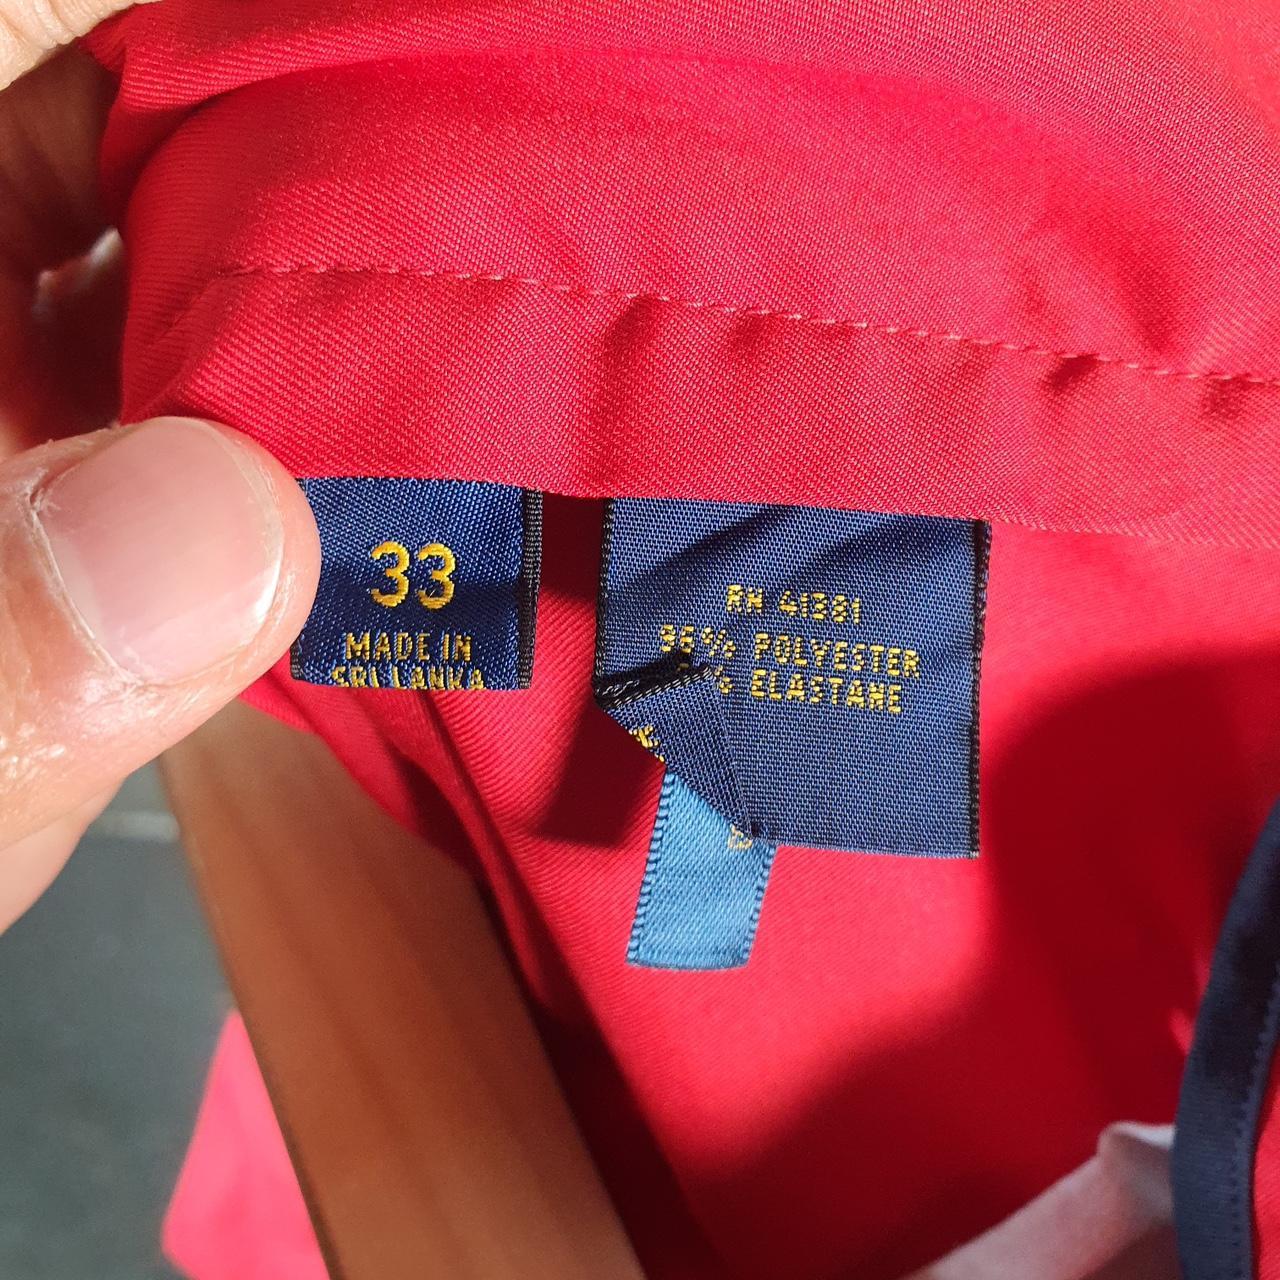 33
MADE IN
SRI LANKA
RN 41381
% POLYESTER
% ELASTANE